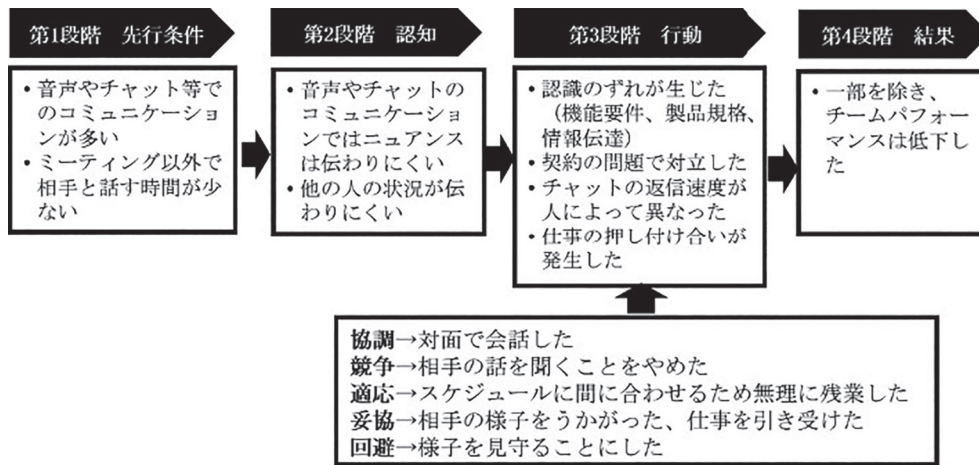 第1段階 先行条件
第2段階 認知
第3段階 行動
第4段階 結果
• 音声やチャット等で
のコミュニケーショ
ンが多い
• ミーティング以外で
相手と話す時間が少
ない
• 音声やチャットの
コミュニケーショ
ンではニュアンス
は伝わりにくい
• 他の人の状況が伝
わりにくい
• 認識のずれが生じた
（機能要件、製品規格、
情報伝達）
• 契約の問題で対立した
• チャットの返信速度が
人によって異なった
• 仕事の押し付け合いが
発生した
• 一部を除き、
チームパフォー
マンスは低下し
た
協調→対面で会話した
競争→相手の話を聞くことをやめた
適応→スケジュールに間に合わせるため無理に残業した
妥協→相手の様子をうかがった、仕事を引き受けた
回避→様子を見守ることにした